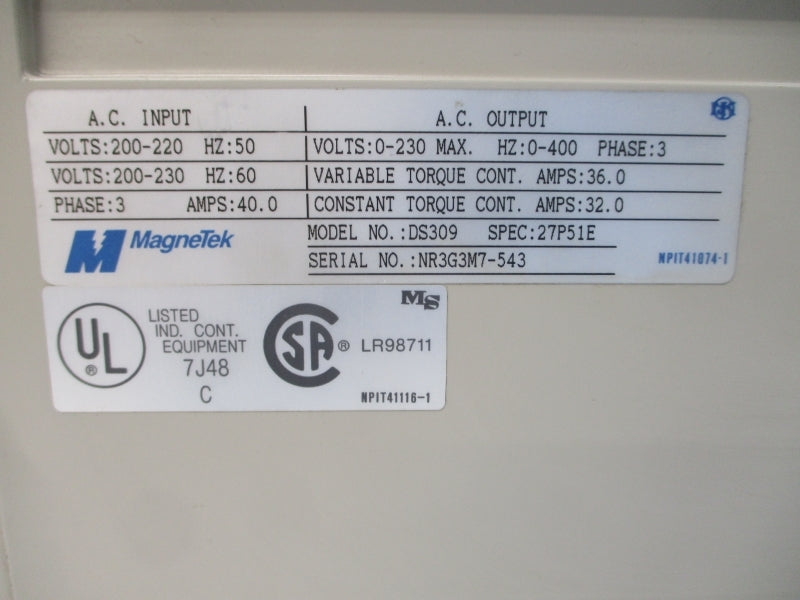 A.C. INPUT A.C. OUTPUT
VOLTS:200-220 HZ:50 VOLTS:0-230 MAX. HZ:0-400 PHASE:3
VOLTS:200-230 HZ:60 VARIABLE TORQUE CONT. AMPS:36.0
PHASE:3 AMPS:40.0 CONSTANT TORQUE CONT. AMPS:32.0
MagneTek MODEL NO.:DS309 SPEC:27P51E
SERIAL NO.:NR3G3M7-543 NPIT41874-1
MS
UL ®
LISTED
IND. CONT.
EQUIPMENT
7J48
C
CSA ® LR98711
NPIT41116-1